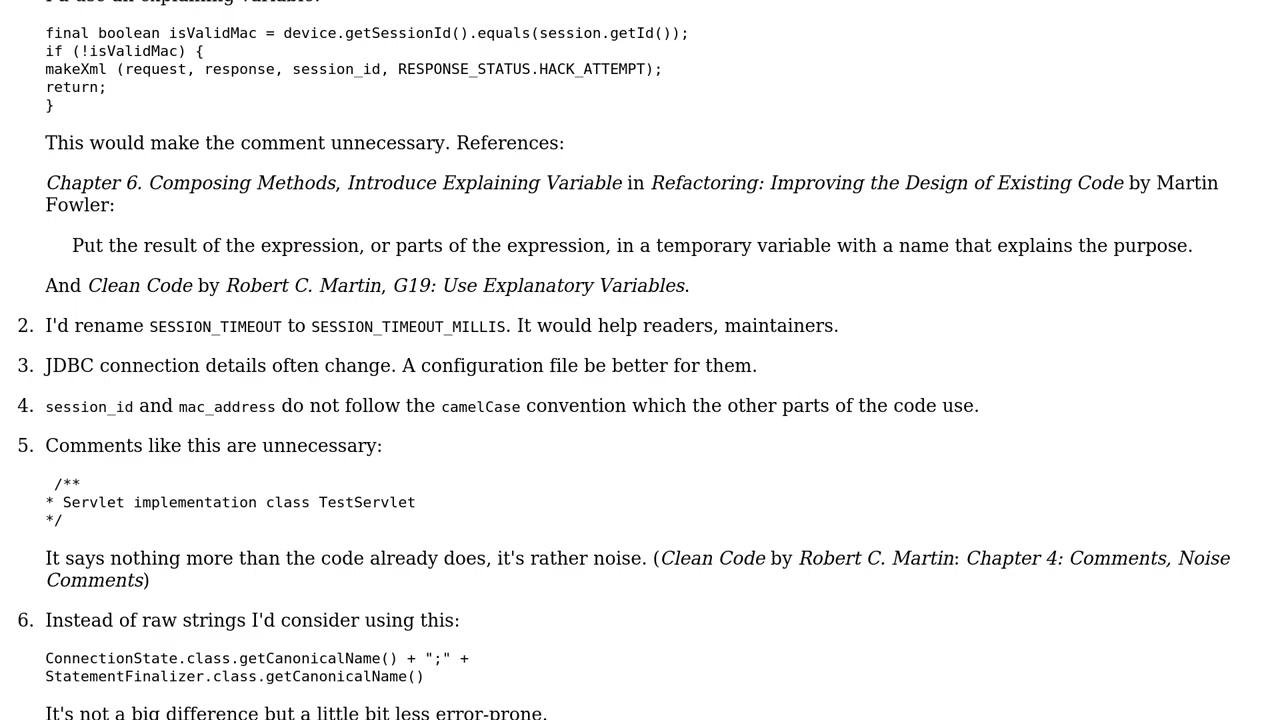 I'd use an explaining variable:
final boolean isValidMac = device.getSessionId().equals(session.getId());
if (!isValidMac) {
makeXml (request, response, session_id, RESPONSE_STATUS.HACK_ATTEMPT);
return;
}
This would make the comment unnecessary. References:
Chapter 6. Composing Methods, Introduce Explaining Variable in Refactoring: Improving the Design of Existing Code by Martin
Fowler:
Put the result of the expression, or parts of the expression, in a temporary variable with a name that explains the purpose.
And Clean Code by Robert C. Martin, G19: Use Explanatory Variables.
2. I'd rename SESSION_TIMEOUT to SESSION_TIMEOUT_MILLIS. It would help readers, maintainers.
3. JDBC connection details often change. A configuration file be better for them.
4. session_id and mac_address do not follow the camelCase convention which the other parts of the code use.
5. Comments like this are unnecessary:
/**
* Servlet implementation class TestServlet
*/
It says nothing more than the code already does, it's rather noise. (Clean Code by Robert C. Martin: Chapter 4: Comments, Noise
Comments)
6. Instead of raw strings I'd consider using this:
ConnectionState.class.getCanonicalName() + ";" +
StatementFinalizer.class.getCanonicalName()
It's not a big difference but a little bit less error-prone.